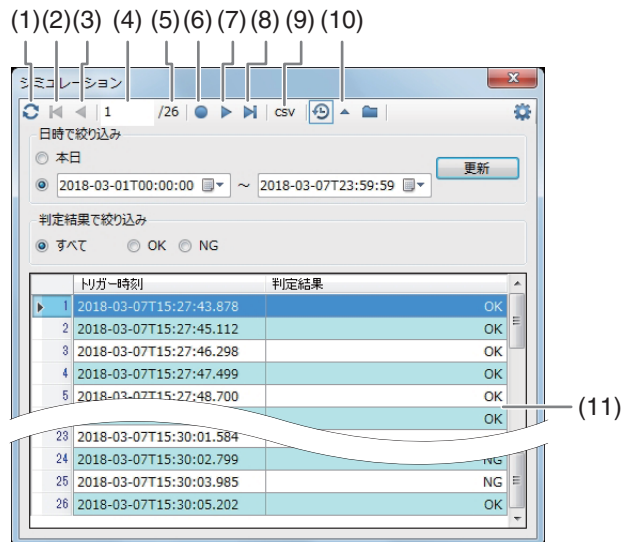 (1)(2)(3) (4) (5)(6)(7)(8)(9) (10)
シミュレーション
1 /26 csv
日時で絞り込み
本日
更新
2018-03-01T00:00:00 ～ 2018-03-07T23:59:59
判定結果で絞り込み
すべて OK NG
トリガー時刻 判定結果
1 2018-03-07T15:27:43.878 OK
2 2018-03-07T15:27:45.112 OK
3 2018-03-07T15:27:46.298 OK
4 2018-03-07T15:27:47.499 OK
5 2018-03-07T15:27:48.700 OK
(11)
OK
23 2018-03-07T15:30:01.584
24 2018-03-07T15:30:02.799 NG
25 2018-03-07T15:30:03.985 NG
26 2018-03-07T15:30:05.202 OK